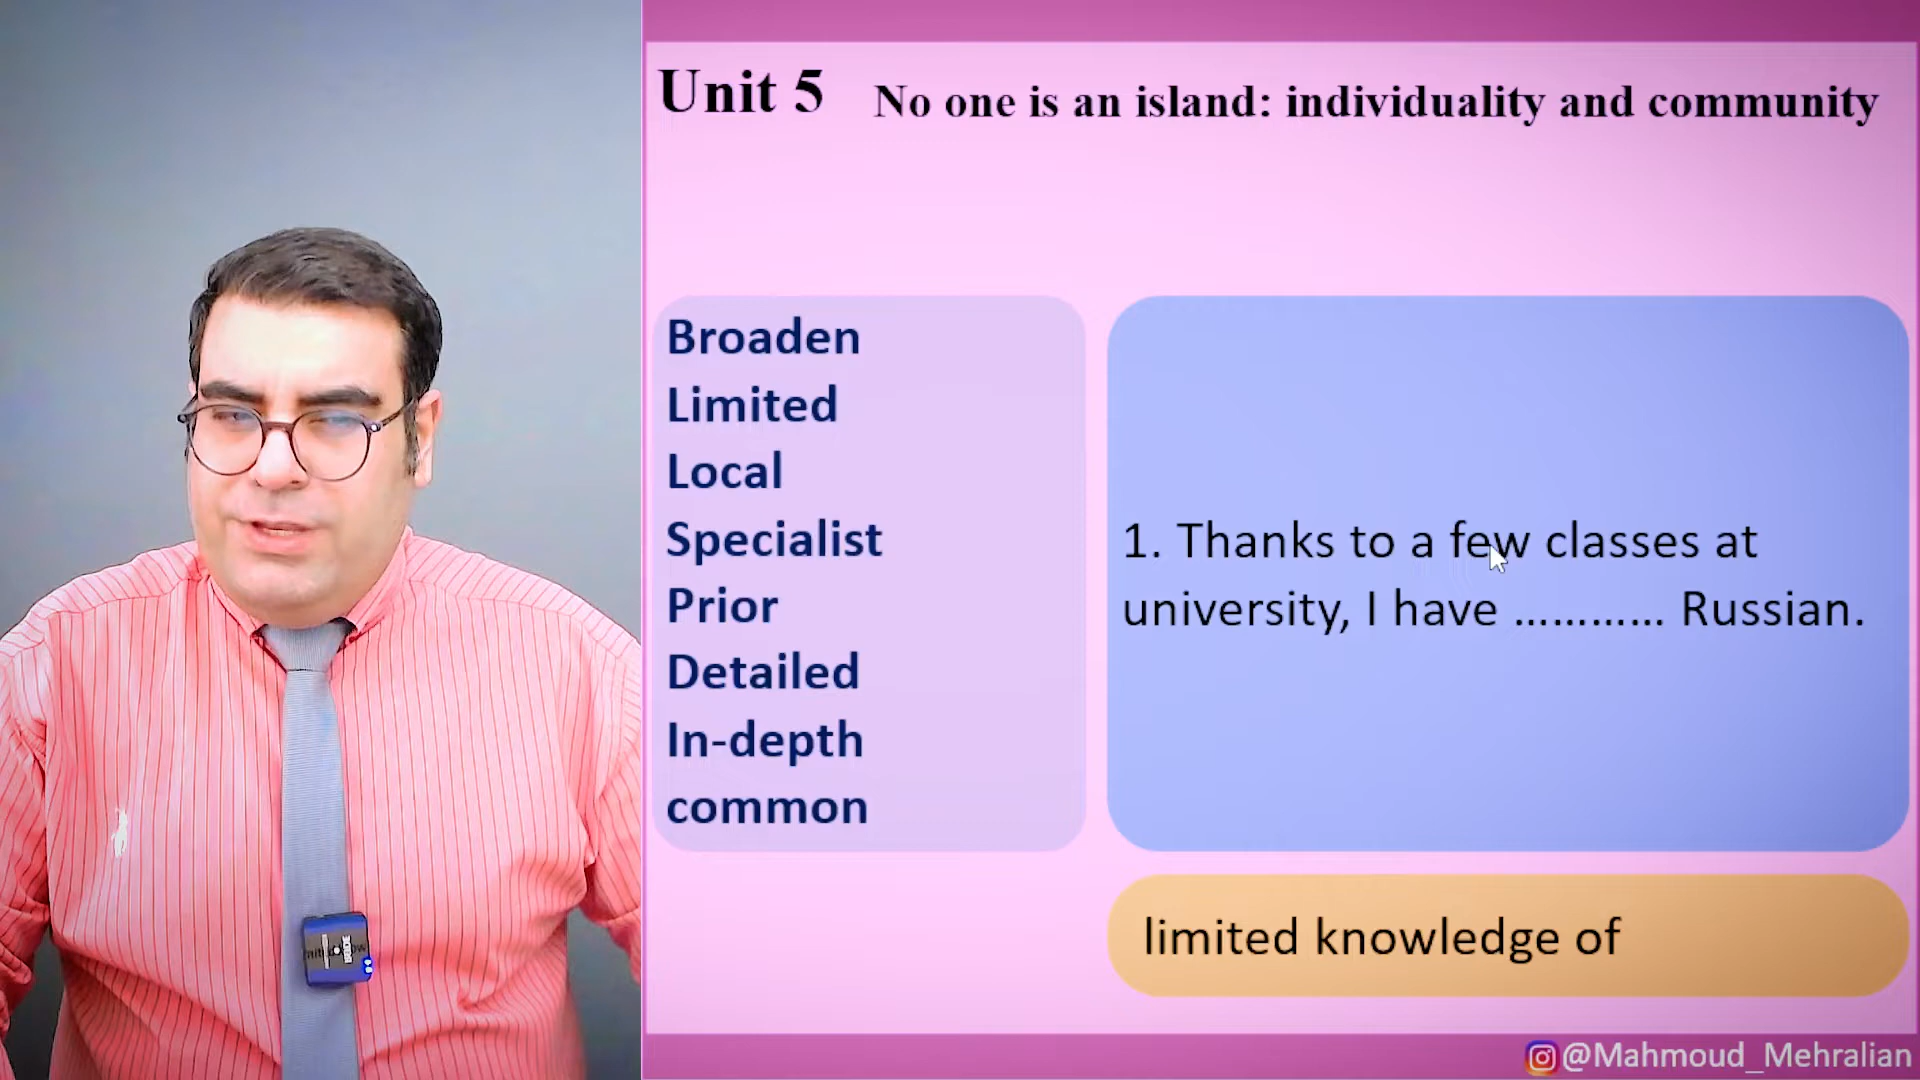 Unit 5 No one is an island: individuality and community
Broaden
Limited
Local
Specialist
Prior
Detailed
In-depth
common
1. Thanks to a few classes at
university, I have ………… Russian.
limited knowledge of
@Mahmoud_Mehralian